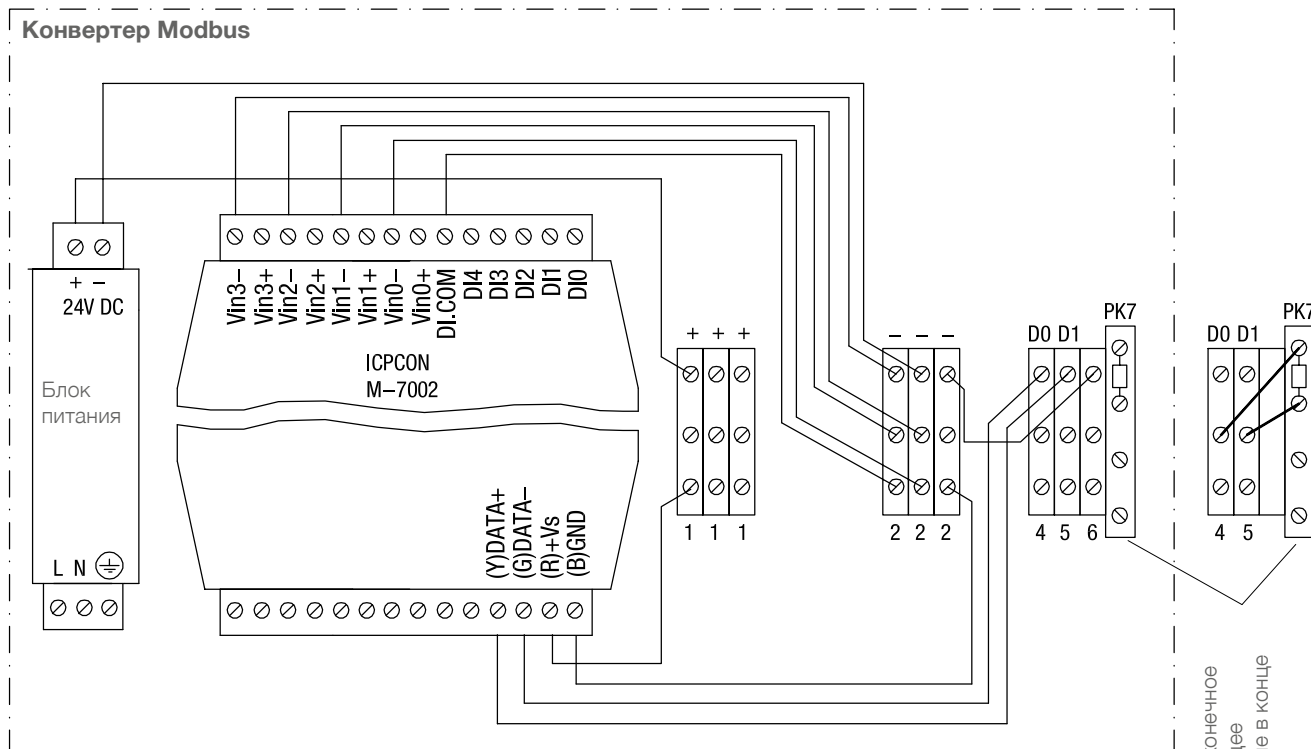 Конвертер Modbus
+ −
24V DC
Блок
питания
L N
Vin3−
Vin3+
Vin2−
Vin2+
Vin1−
Vin1+
Vin0−
Vin0+
DI.COM
DI4
DI3
DI2
DI1
DI0
ICPCON
M−7002
(Y)DATA+
(G)DATA−
(R)+Vs
(B)GND
+ + +
1 1 1
− − −
2 2 2
D0 D1
PK7
4 5 6
D0 D1
PK7
4 5
в конце